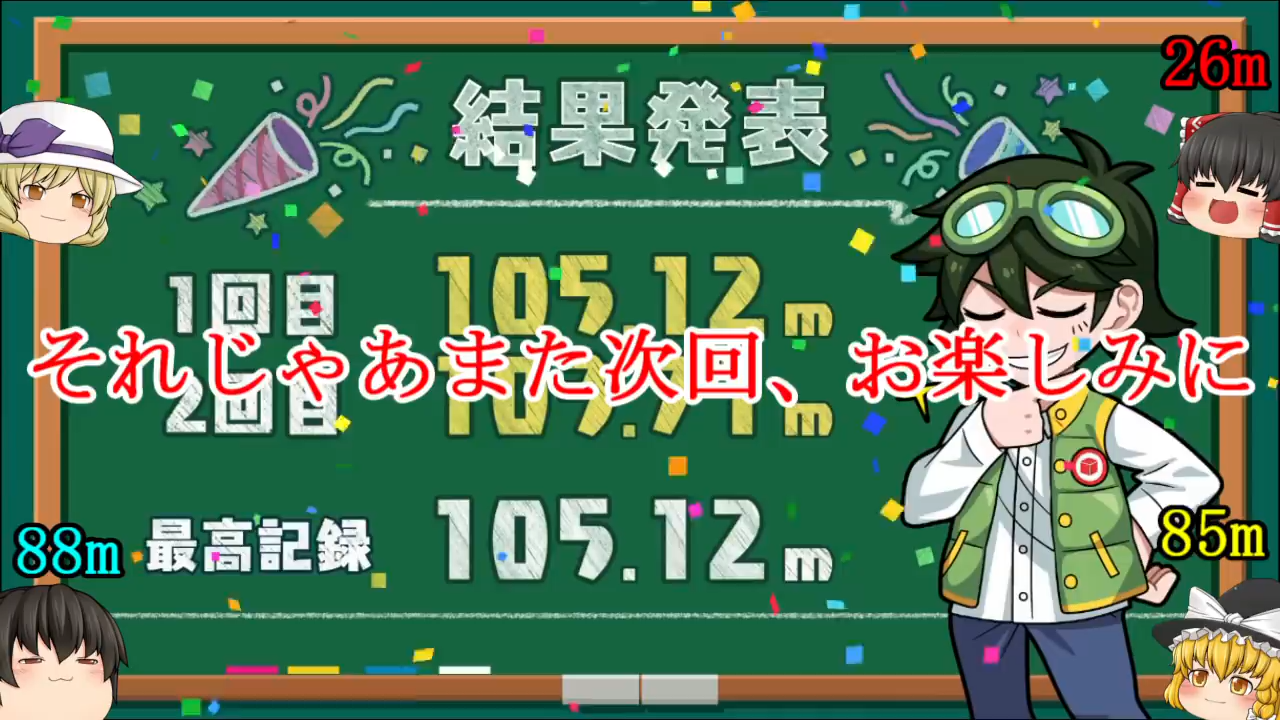 結果発表
26m
1回目 105.12m
それじゃあまた次回、お楽しみに
2回目
88m
最高記録 105.12m
85m